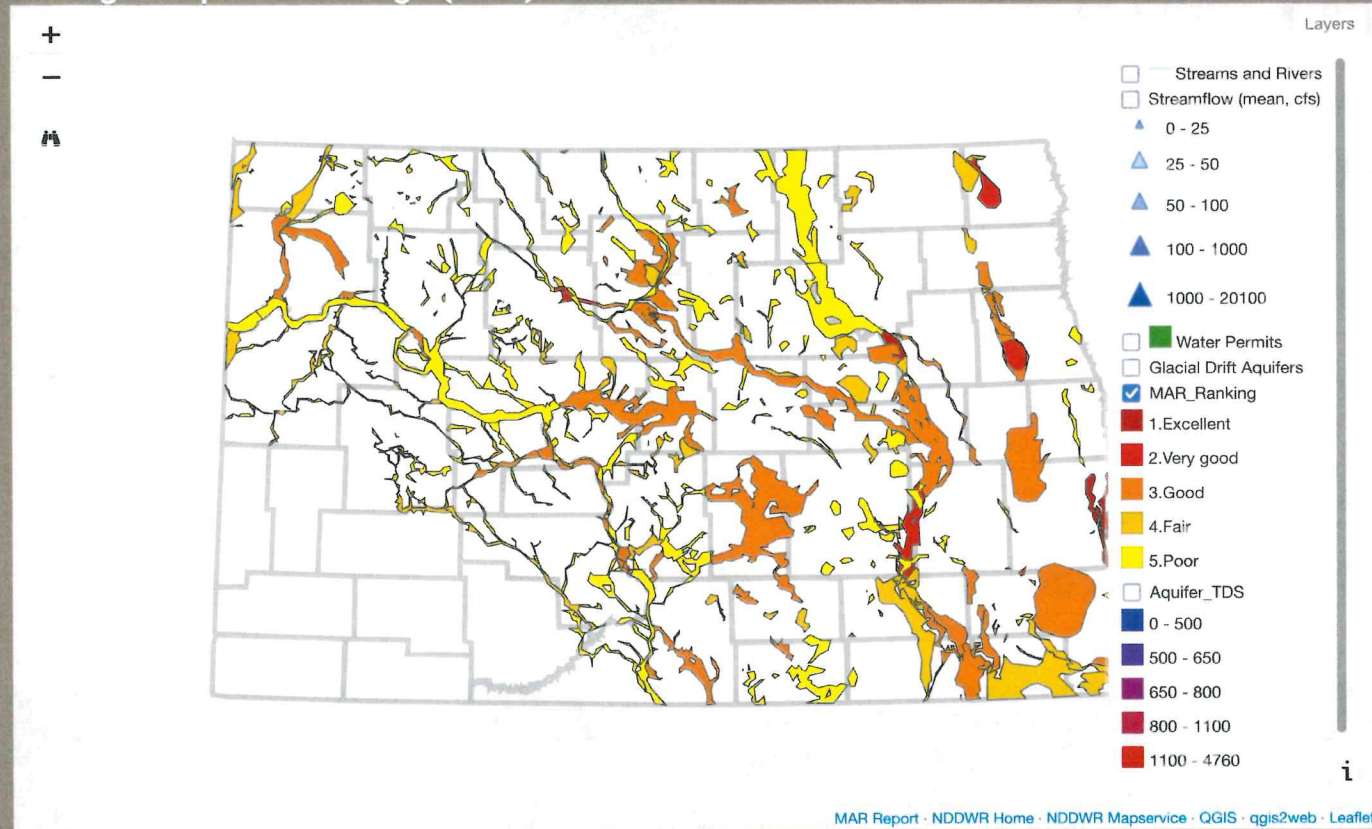 +
−
Layers
Streams and Rivers
Streamflow (mean, cfs)
0 - 25
25 - 50
50 - 100
100 - 1000
1000 - 20100
Water Permits
Glacial Drift Aquifers
MAR_Ranking
1.Excellent
2.Very good
3.Good
4.Fair
5.Poor
Aquifer_TDS
0 - 500
500 - 650
650 - 800
800 - 1100
1100 - 4760
i
MAR Report · NDDWR Home · NDDWR Mapservice · QGIS · qgis2web · Leaflet